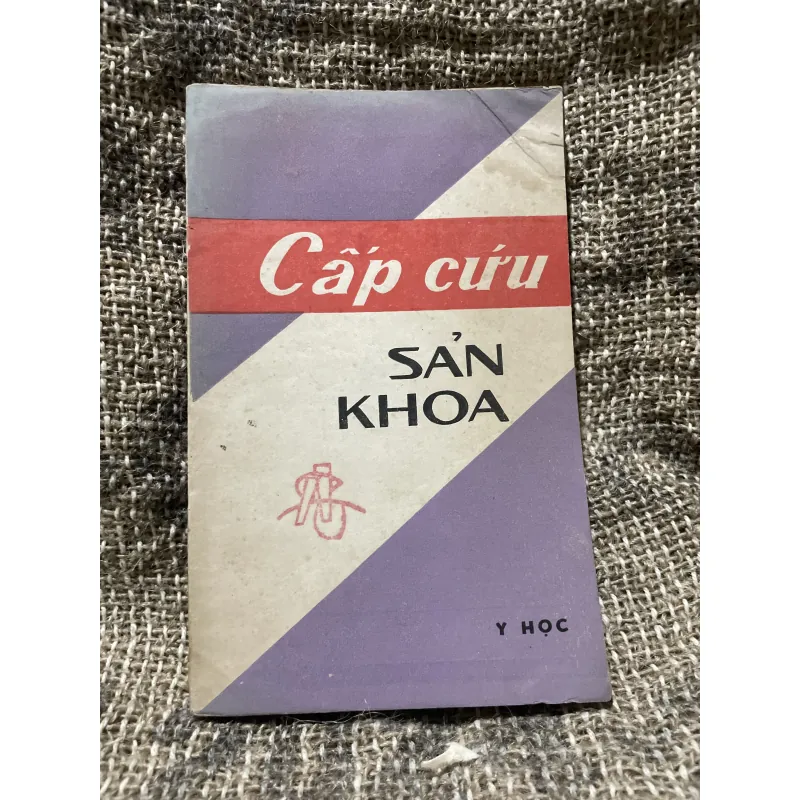 Cấp cứu
SẢN
KHOA
Y HỌC